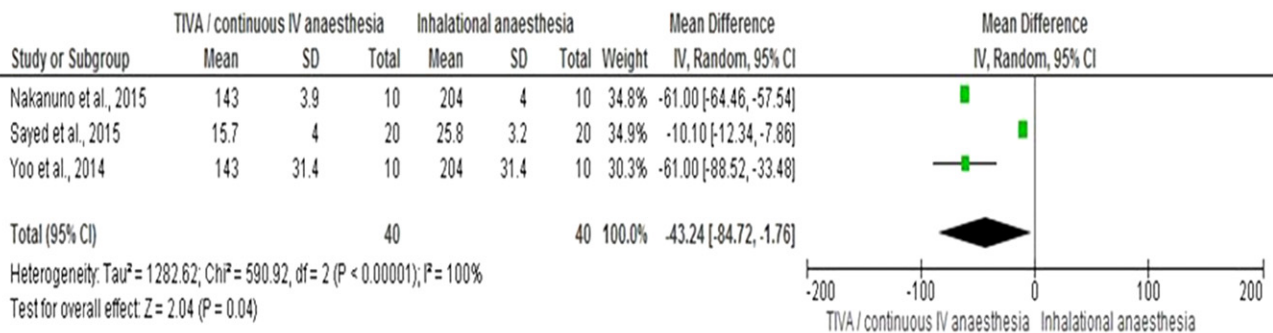 TIVA / continuous IV anaesthesia Inhalational anaesthesia Mean Difference Mean Difference
Study or Subgroup Mean SD Total Mean SD Total Weight IV, Random, 95% CI IV, Random, 95% CI
Nakanuno et al., 2015 143 3.9 10 204 4 10 34.8% -61.00 [-64.46, -57.54]
Sayed et al., 2015 15.7 4 20 25.8 3.2 20 34.9% -10.10 [-12.34, -7.86]
Yoo et al., 2014 143 31.4 10 204 31.4 10 30.3% -61.00 [-88.52, -33.48]
Total (95% CI) 40 40 100.0% -43.24 [-84.72, -1.76]
Heterogeneity: Tau² = 1282.62; Chi² = 590.92, df = 2 (P < 0.00001); I² = 100%
Test for overall effect: Z = 2.04 (P = 0.04)
-200 -100 0 100 200
TIVA / continuous IV anaesthesia Inhalational anaesthesia